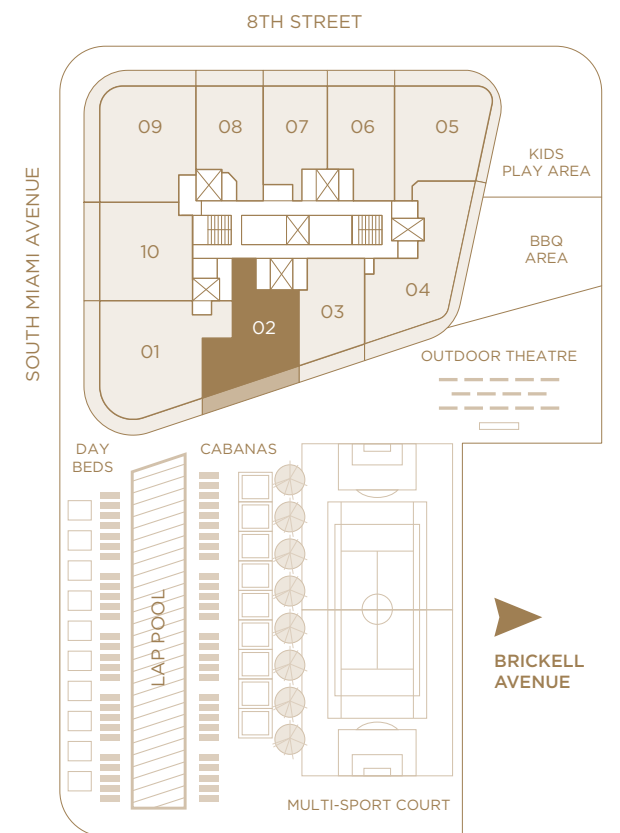 8TH STREET
SOUTH MIAMI AVENUE
09
08
07
06
05
KIDS
PLAY AREA
10
BBQ
AREA
04
03
02
01
OUTDOOR THEATRE
DAY
BEDS
CABANAS
LAP POOL
BRICKELL
AVENUE
MULTI-SPORT COURT